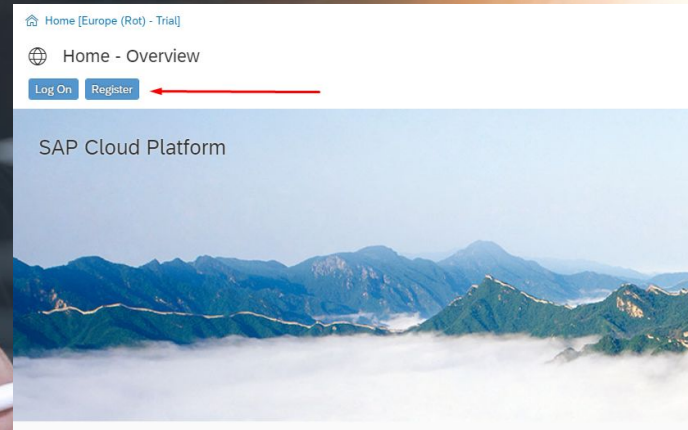 Home [Europe (Rot) - Trial]
Home - Overview
Log On Register
SAP Cloud Platform